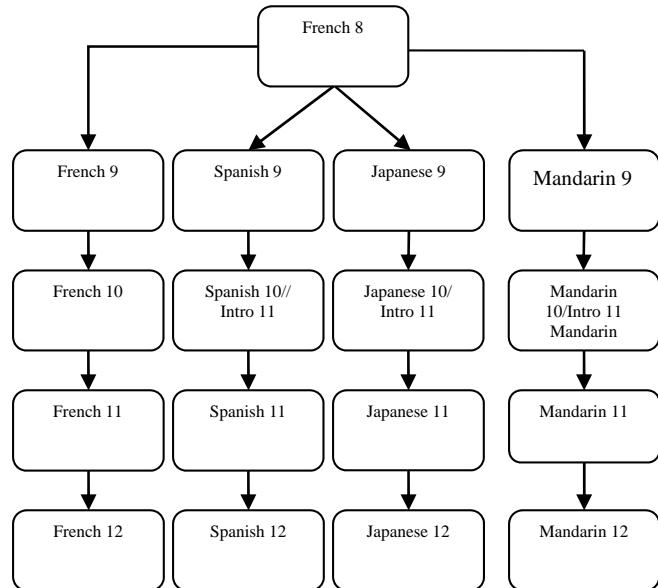 French 8
French 9
Spanish 9
Japanese 9
Mandarin 9
French 10
Spanish 10//
Intro 11
Japanese 10/
Intro 11
Mandarin
10/Intro 11
Mandarin
French 11
Spanish 11
Japanese 11
Mandarin 11
French 12
Spanish 12
Japanese 12
Mandarin 12